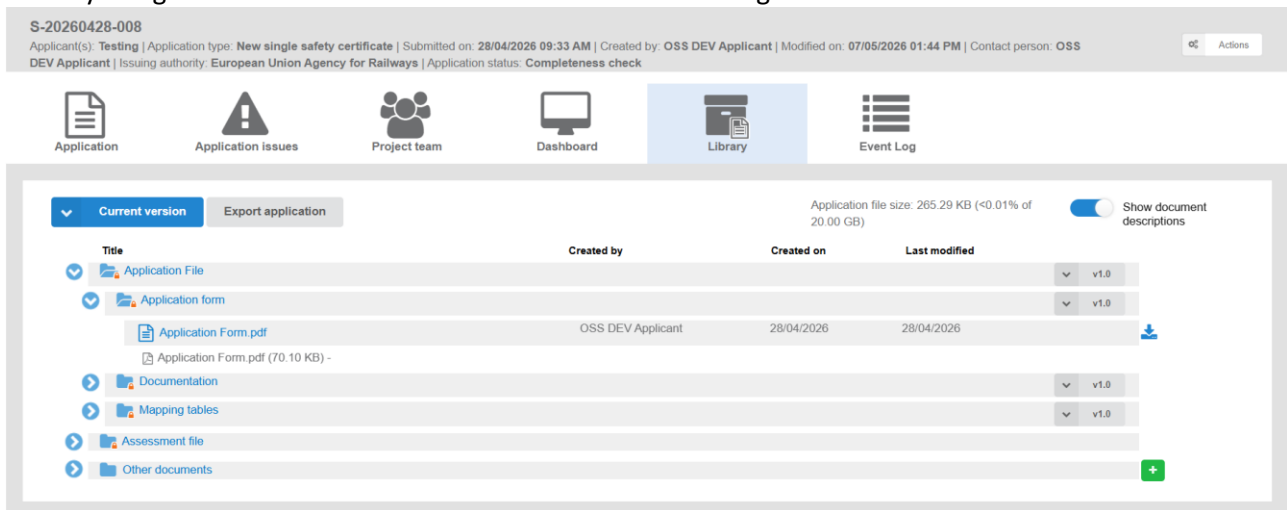 S-20260428-008
Applicant(s): Testing | Application type: New single safety certificate | Submitted on: 28/04/2026 09:33 AM | Created by: OSS DEV Applicant | Modified on: 07/05/2026 01:44 PM | Contact person: OSS
DEV Applicant | Issuing authority: European Union Agency for Railways | Application status: Completeness check
Actions
Application
Application issues
Project team
Dashboard
Library
Event Log
Current version
Export application
Application file size: 265.29 KB (<0.01% of
20.00 GB)
Show document
descriptions
Title Created by Created on Last modified
Application File v1.0
Application form v1.0
Application Form.pdf OSS DEV Applicant 28/04/2026 28/04/2026
Application Form.pdf (70.10 KB) -
Documentation v1.0
Mapping tables v1.0
Assessment file
Other documents